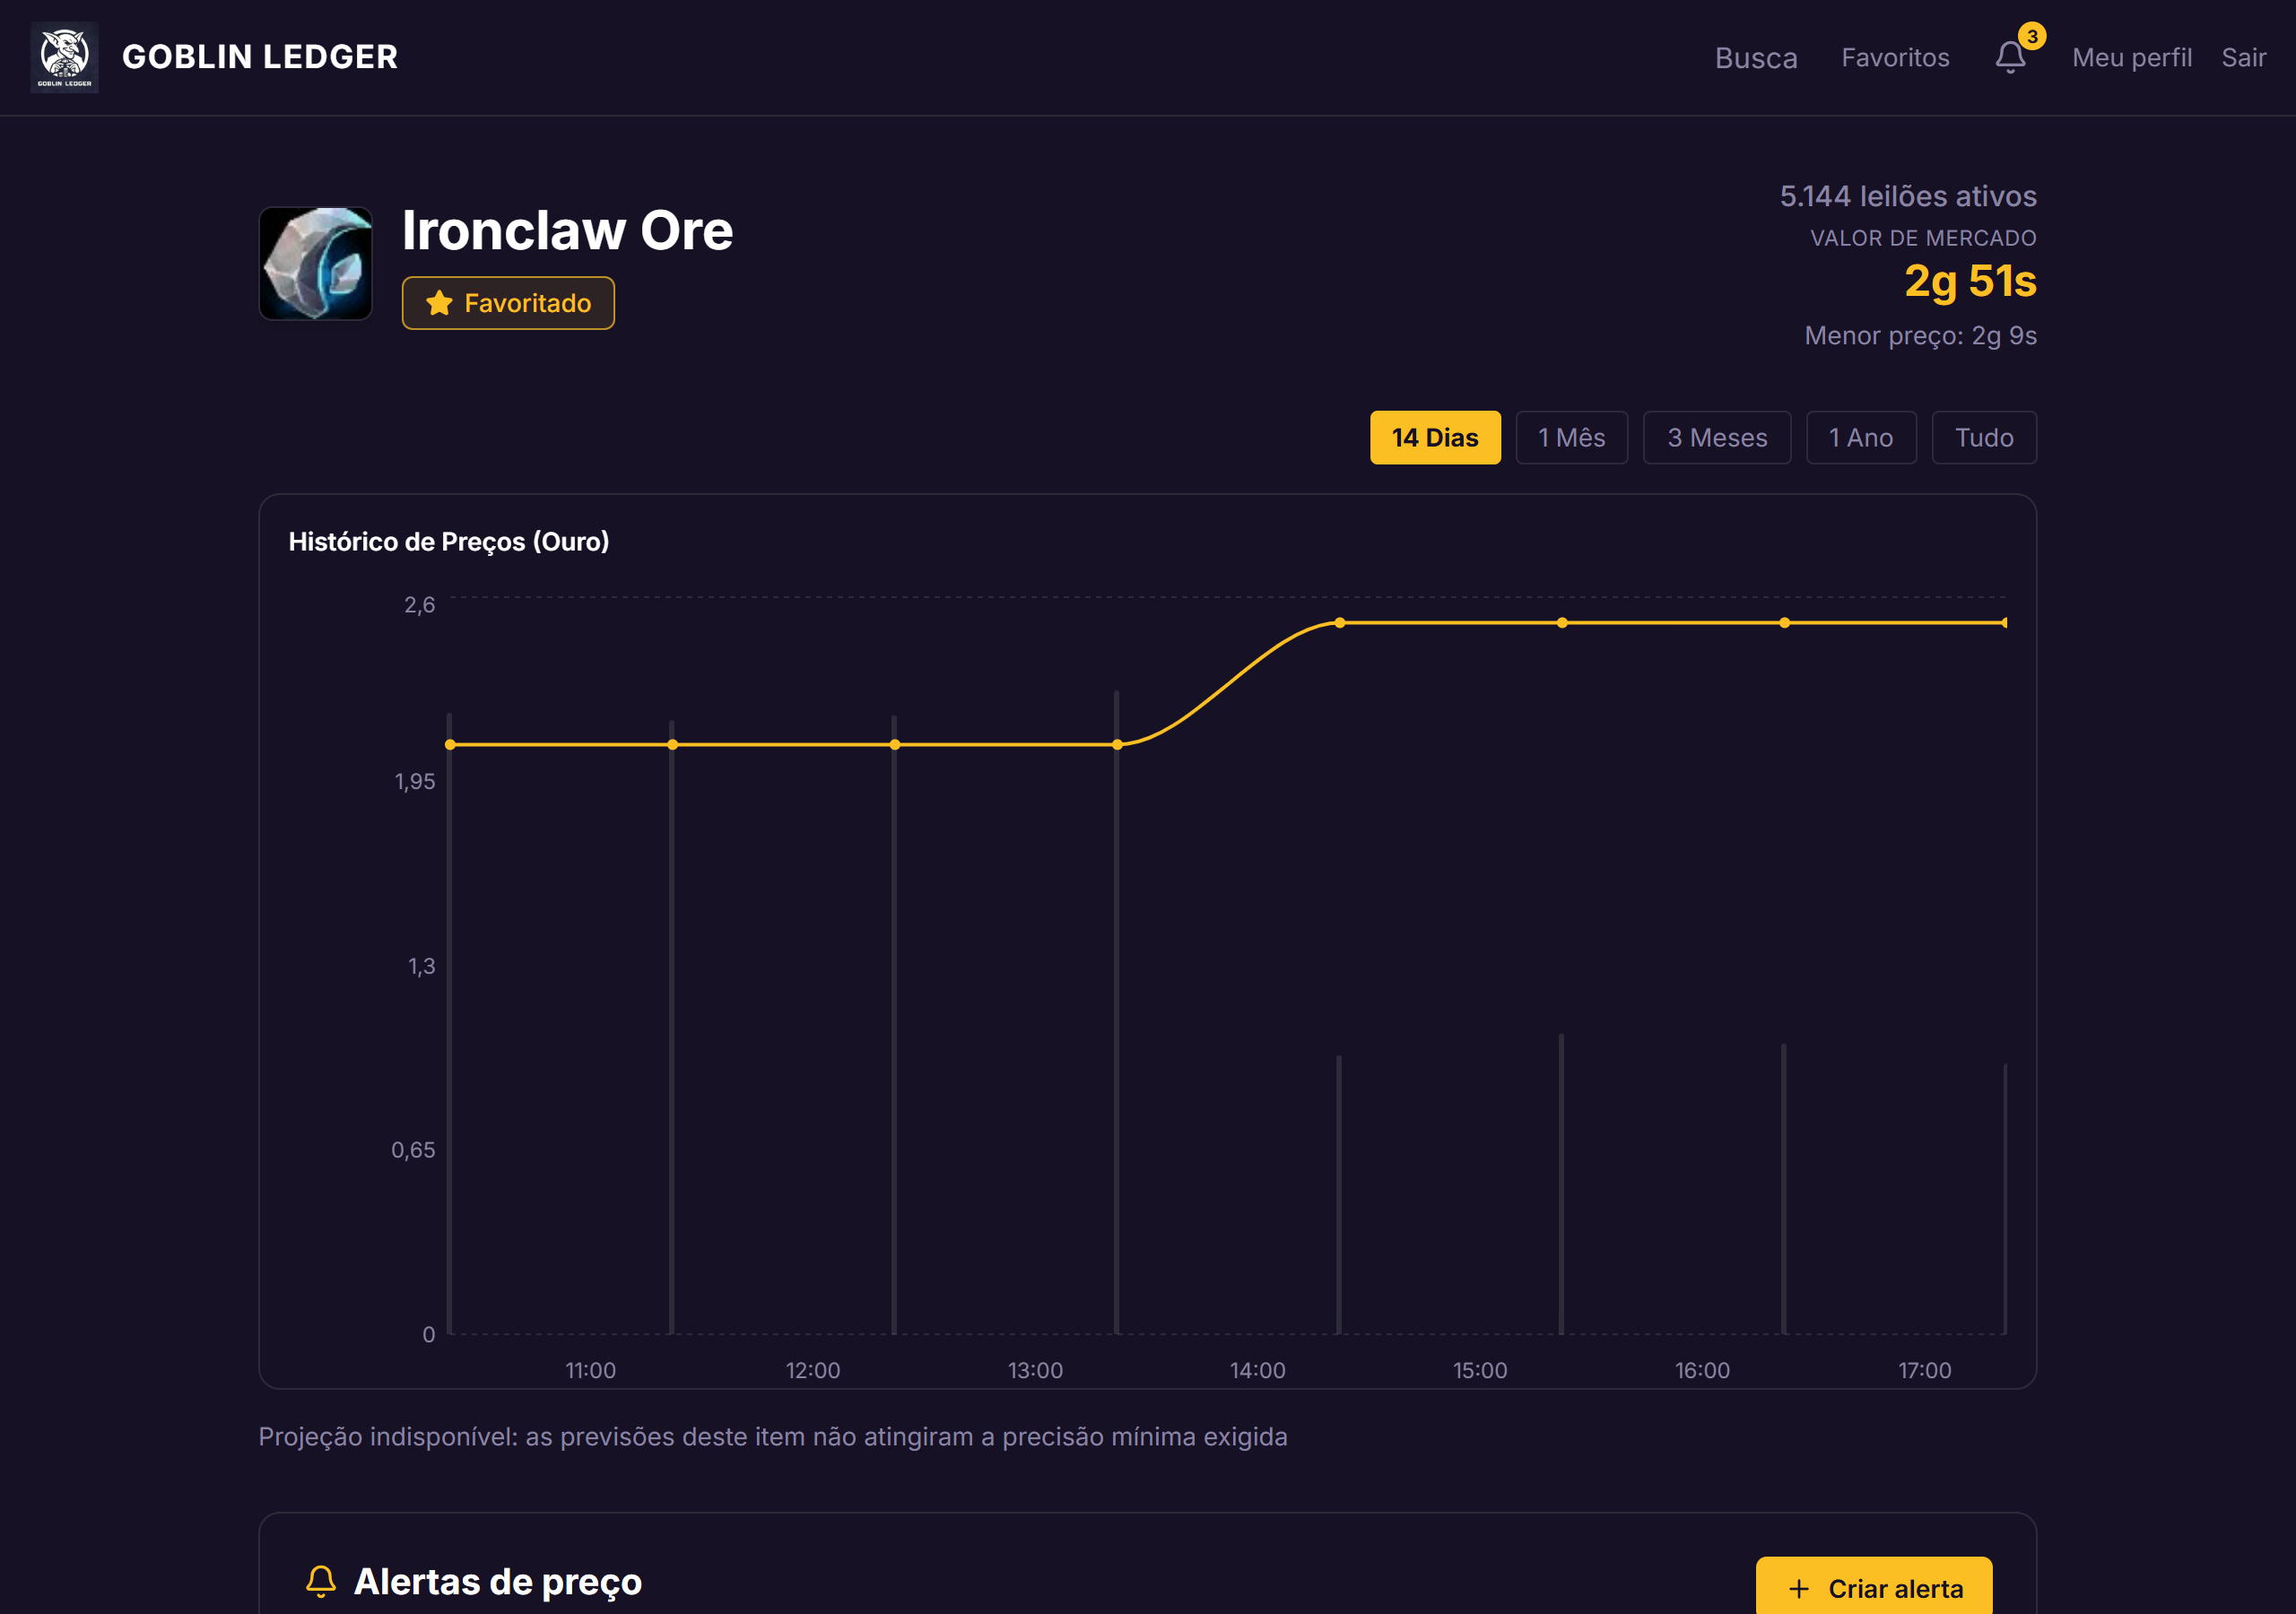 GOBLIN LEDGER
GOBLIN LEDGER
Busca
Favoritos
3
Meu perfil
Sair
Ironclaw Ore
Favoritado
5.144 leilões ativos
VALOR DE MERCADO
2g 51s
Menor preço: 2g 9s
14 Dias
1 Mês
3 Meses
1 Ano
Tudo
Histórico de Preços (Ouro)
2,6
1,95
1,3
0,65
0
11:00
12:00
13:00
14:00
15:00
16:00
17:00
Projeção indisponível: as previsões deste item não atingiram a precisão mínima exigida
Alertas de preço
Criar alerta